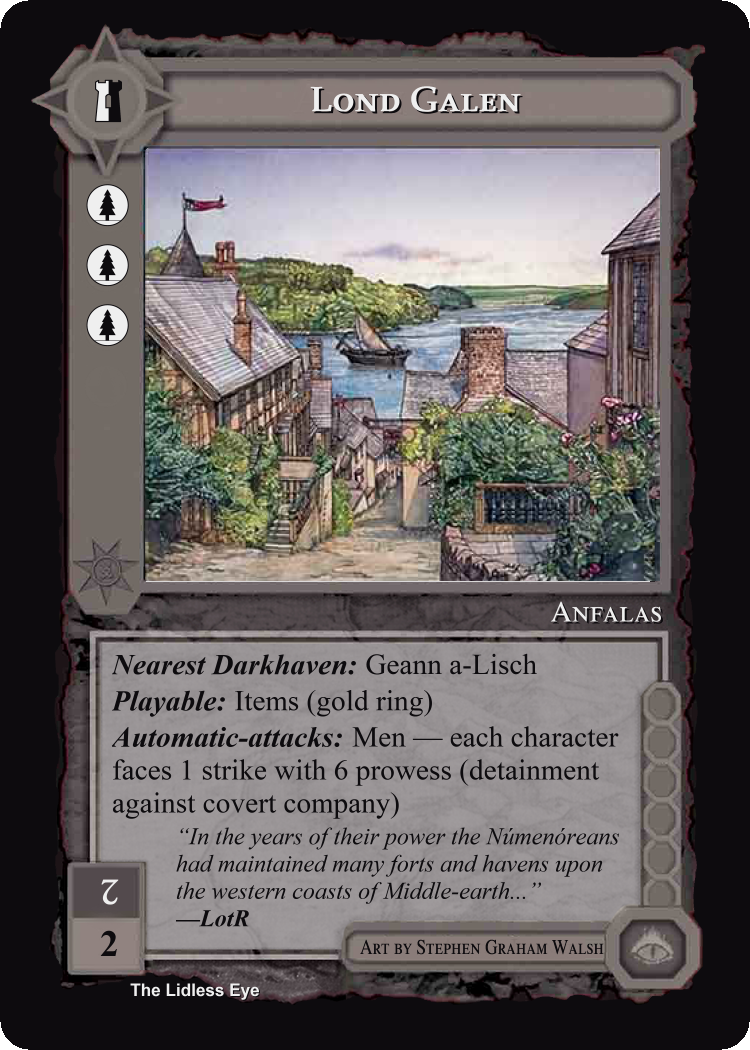 Lond Galen
Anfalas
Nearest Darkhaven: Geann a-Lisch
Playable: Items (gold ring)
Automatic-attacks: Men — each character
faces 1 strike with 6 prowess (detainment
against covert company)
“In the years of their power the Númenóreans
had maintained many forts and havens upon
the western coasts of Middle-earth...”
—LotR
2
2
Art by Stephen Graham Walsh
The Lidless Eye